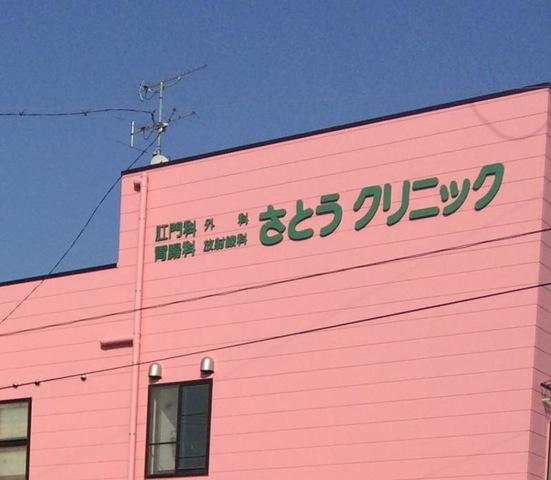 肛門科 外科
胃腸科 放射線科
さとうクリニック